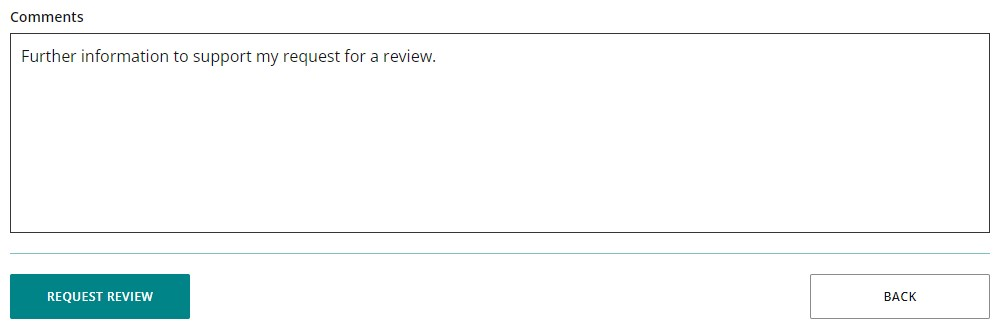 Comments
Further information to support my request for a review.
REQUEST REVIEW
BACK